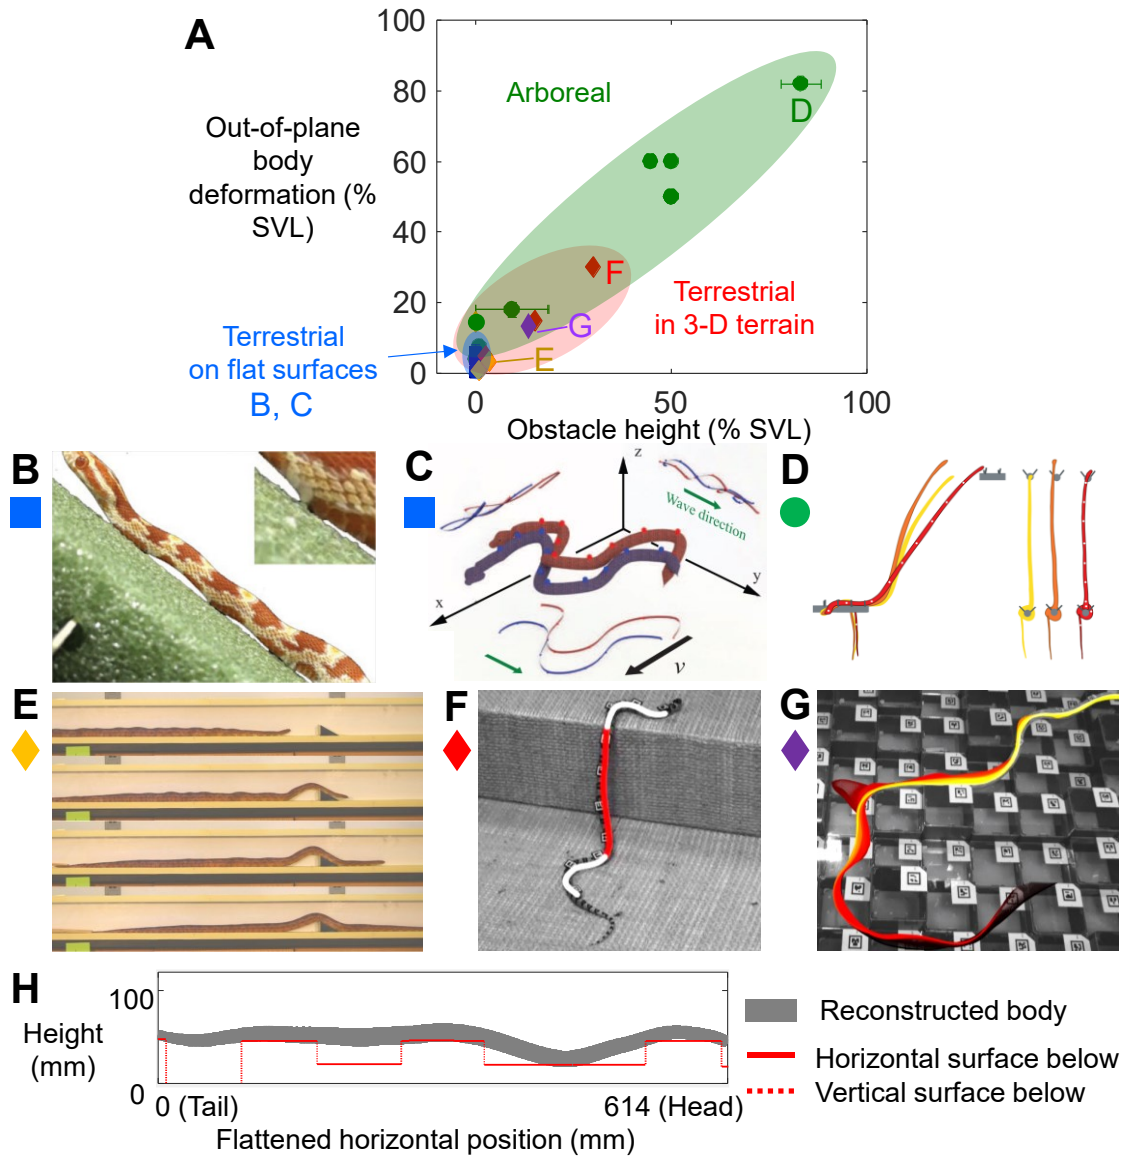 A
100
80
60
40
20
0
Out-of-plane
body
deformation (%
SVL)
Arboreal
D
F
G
E
Terrestrial
in 3-D terrain
Terrestrial
on flat surfaces
B, C
0
50
100
Obstacle height (% SVL)
B
C
z
Wave direction
y
x
v
D
E
F
G
H
100
Height
(mm)
0
0 (Tail)
614 (Head)
Flattened horizontal position (mm)
Reconstructed body
Horizontal surface below
Vertical surface below